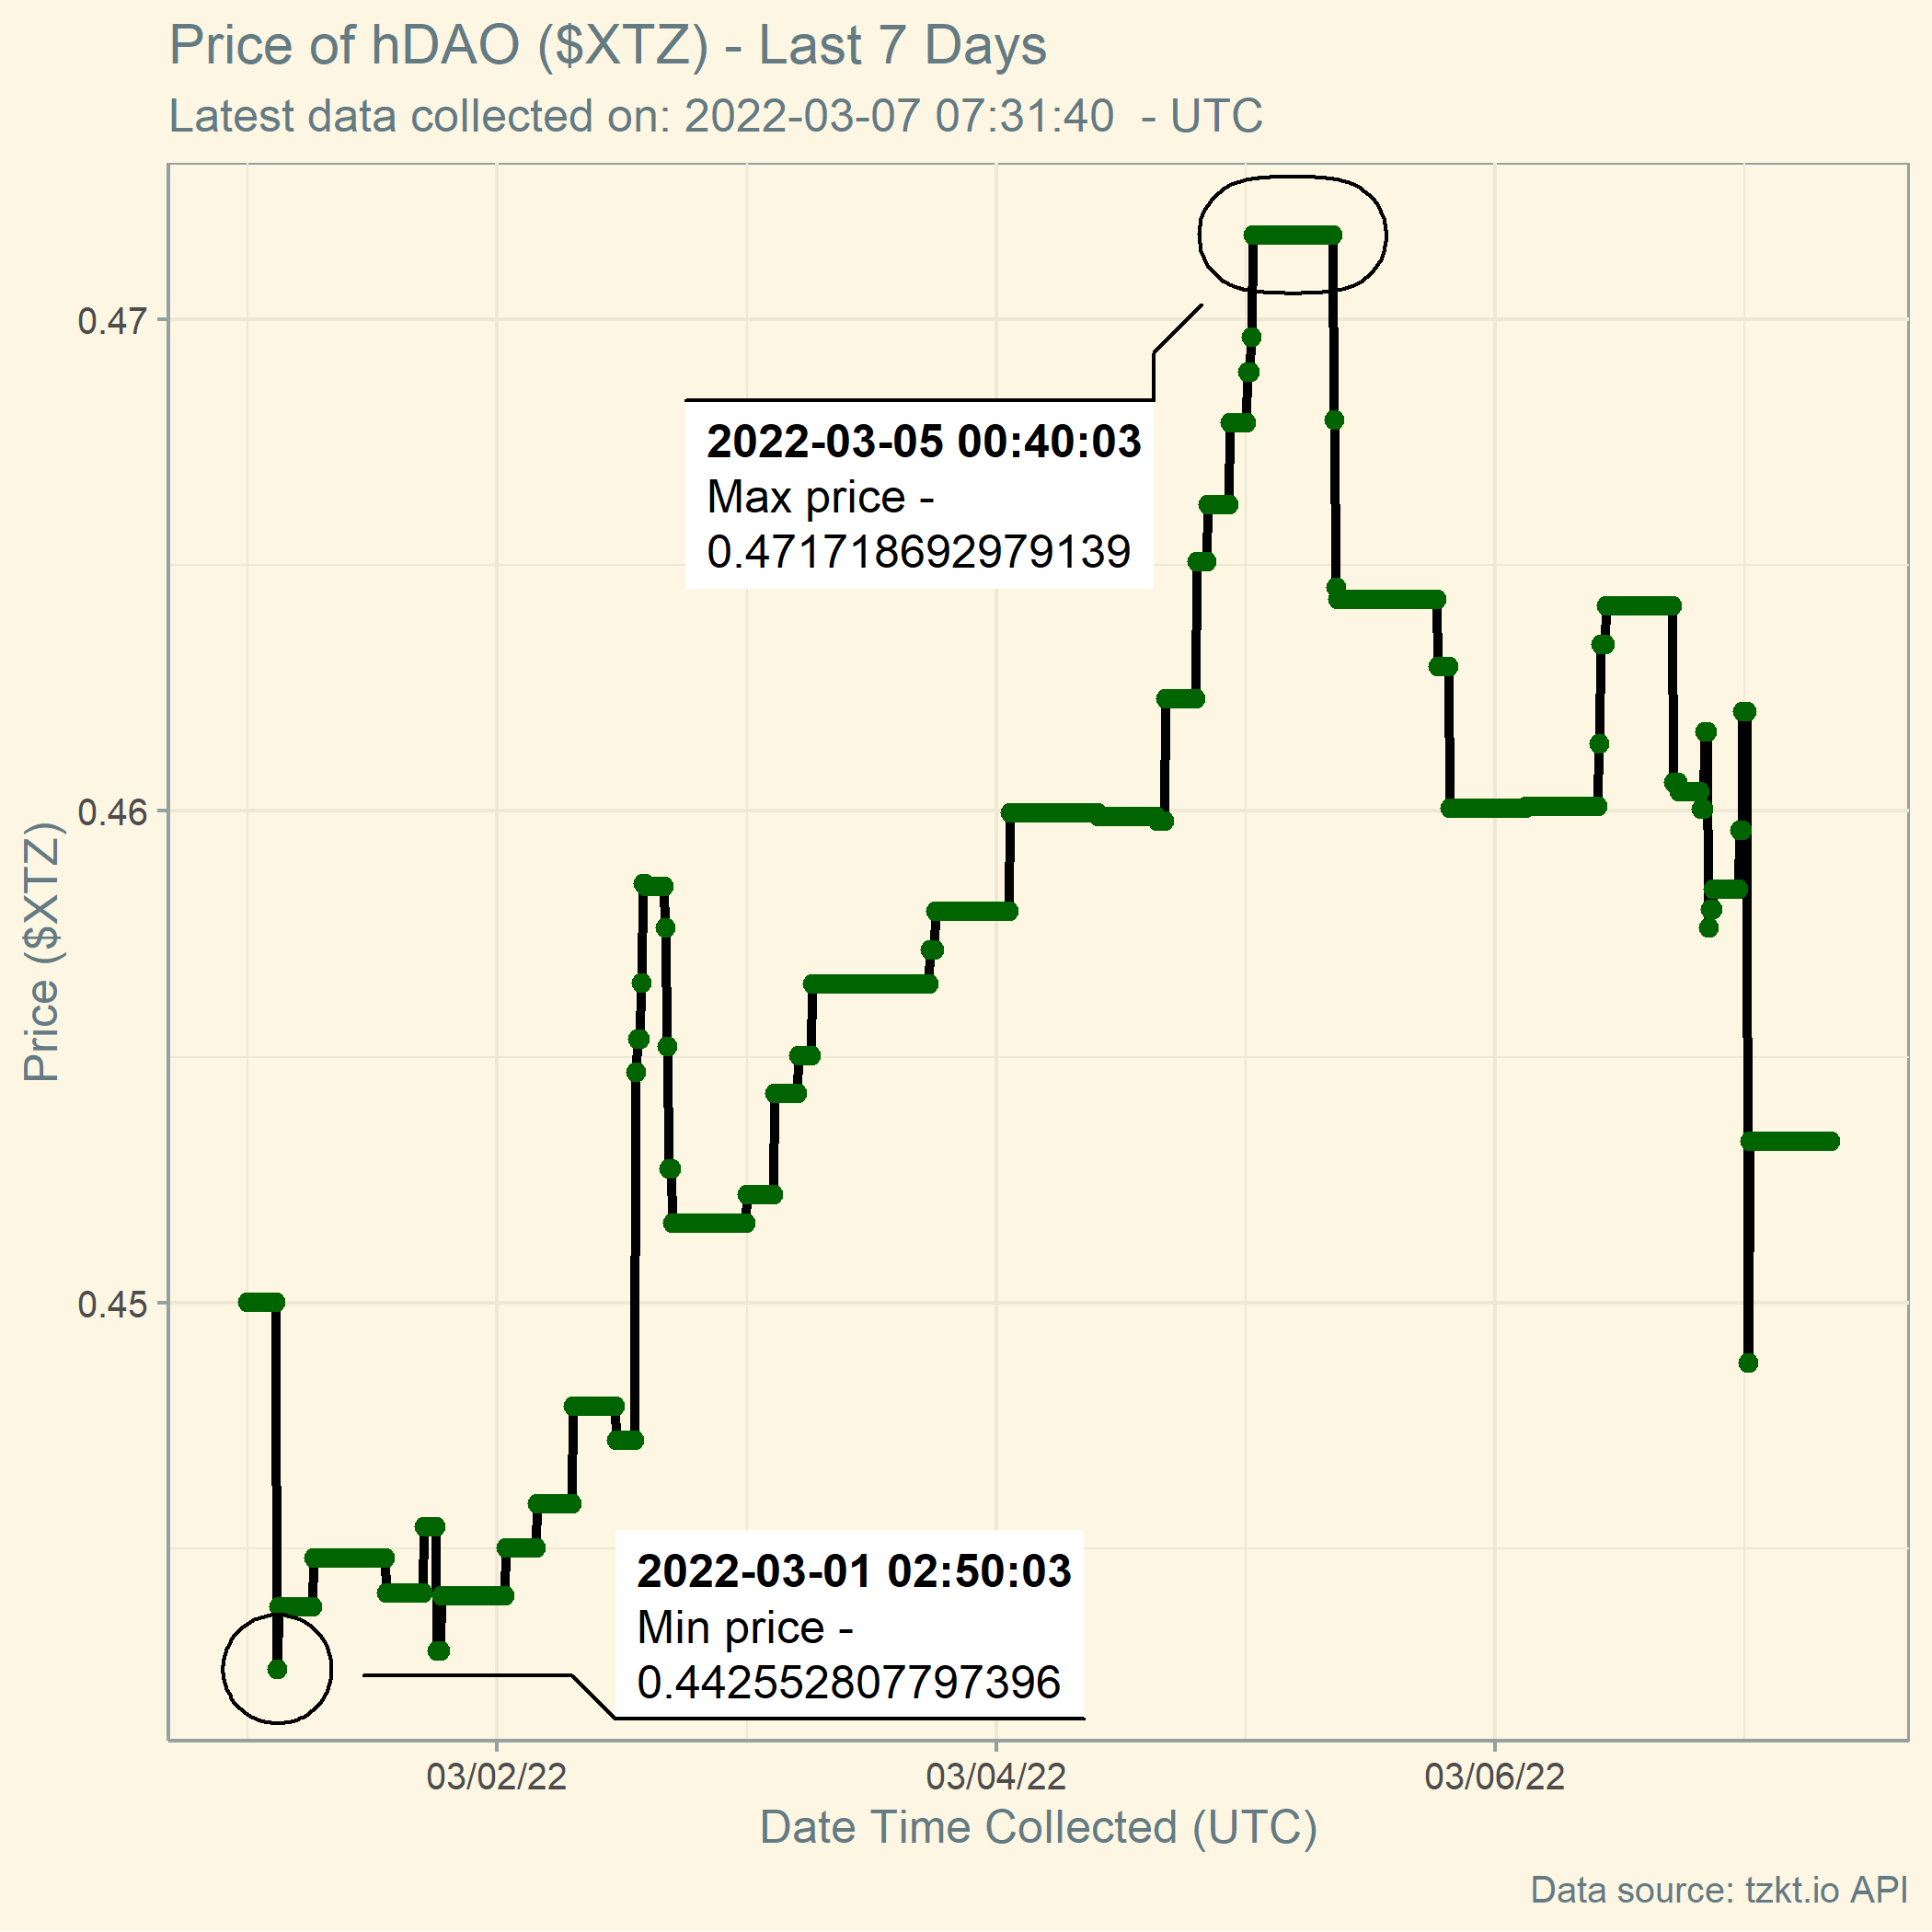 Price of hDAO ($XTZ) - Last 7 Days
Latest data collected on: 2022-03-07 07:31:40  - UTC
0.47
2022-03-05 00:40:03
Max price -
0.471718692979139
0.46
Price ($XTZ)
0.45
2022-03-01 02:50:03
Min price -
0.442552807797396
03/02/22
03/04/22
03/06/22
Date Time Collected (UTC)
Data source: tzkt.io API